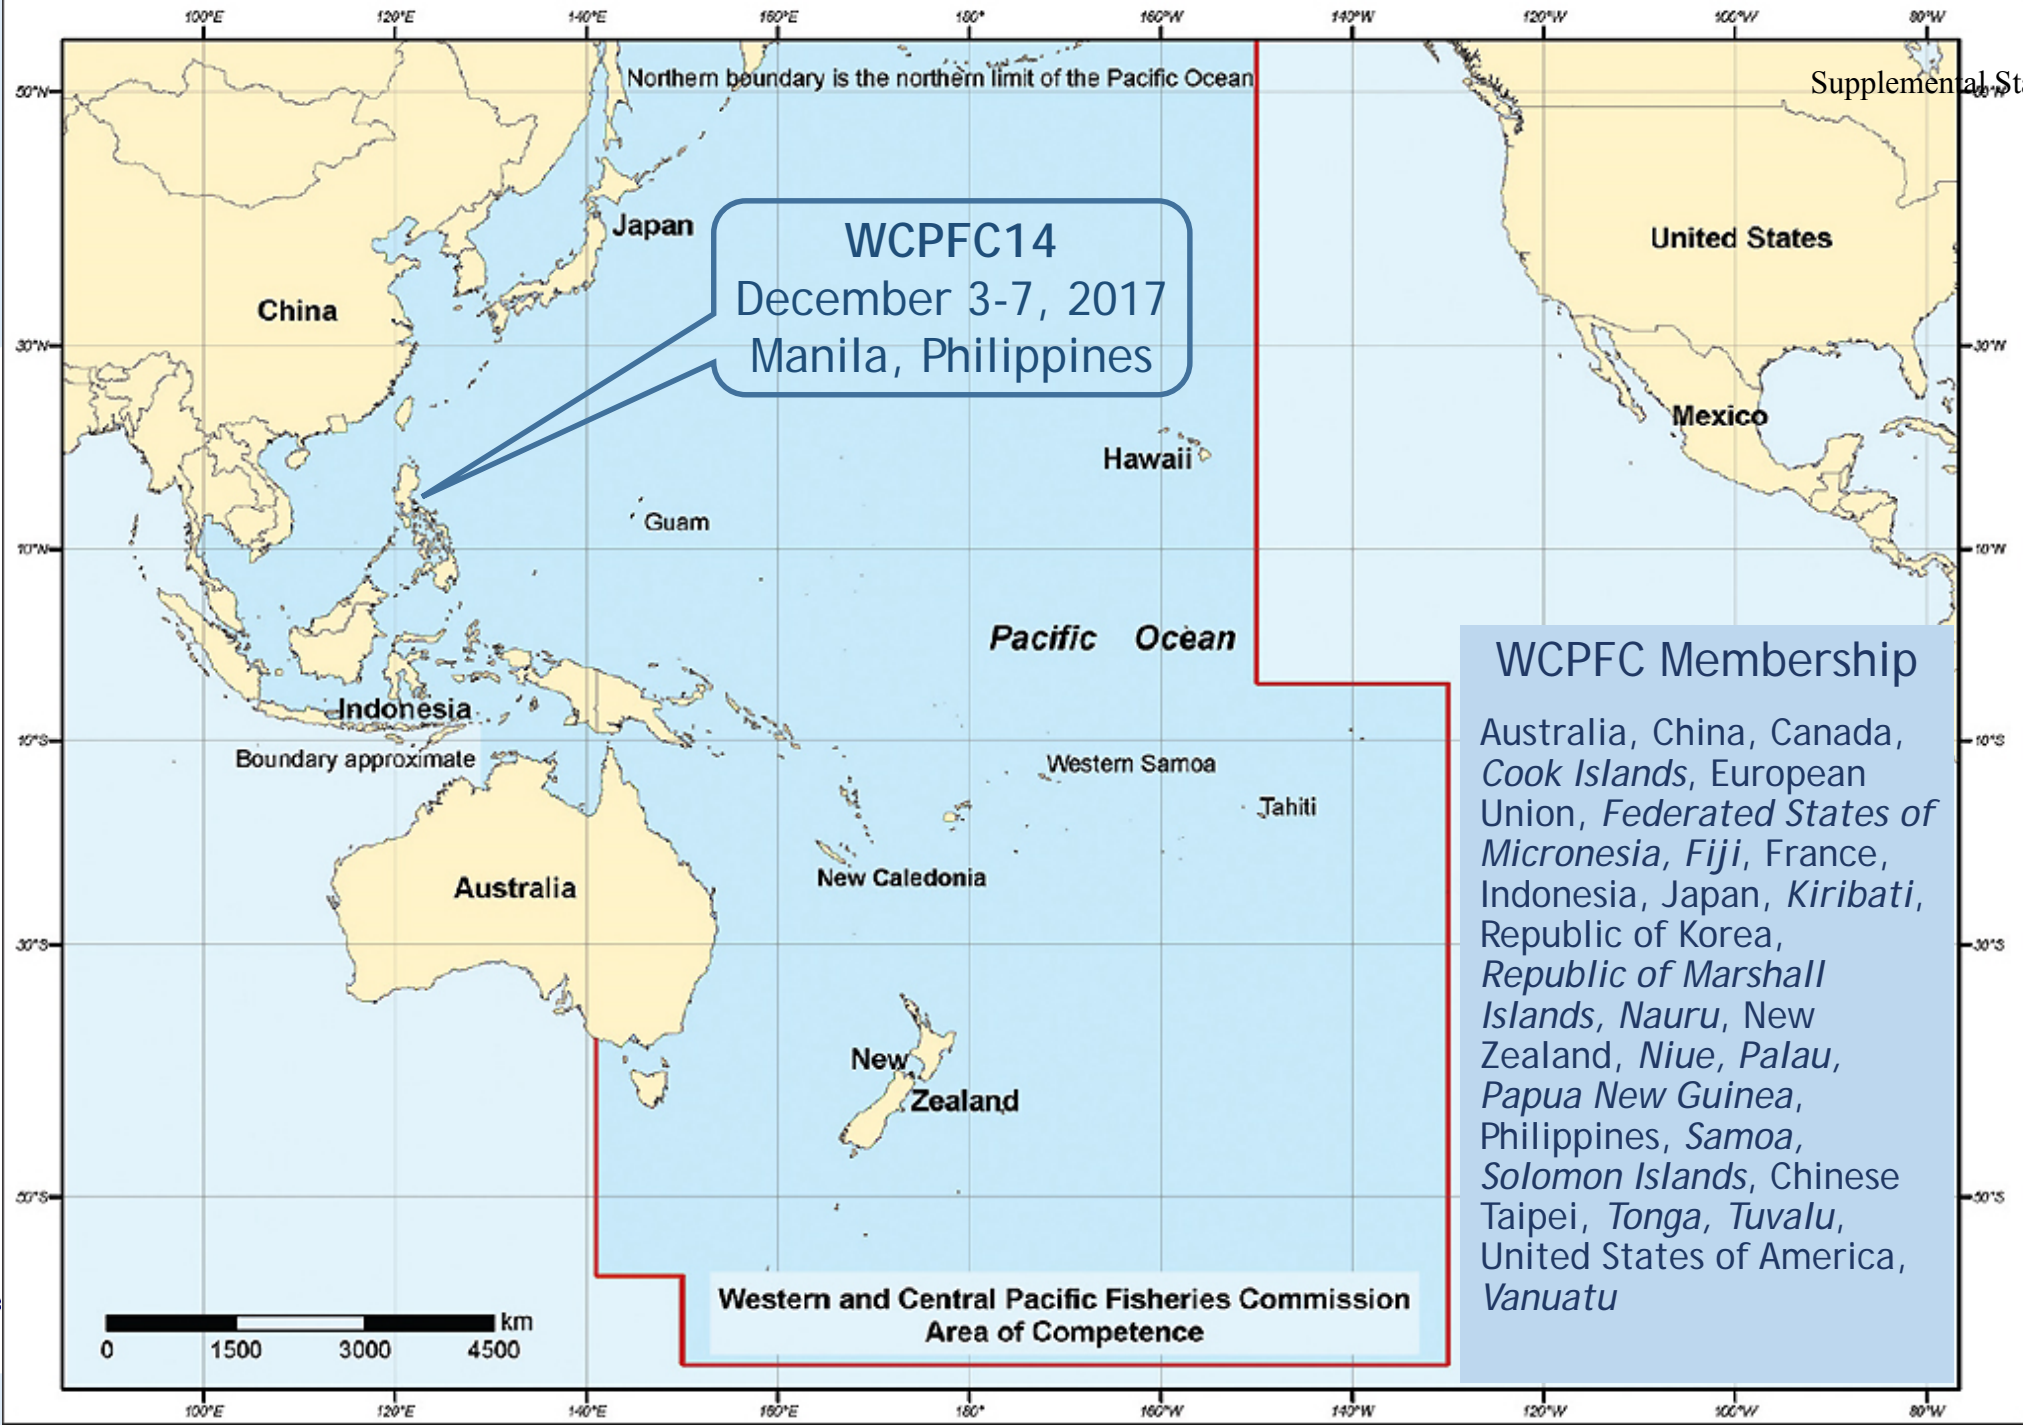 100°E 120°E 140°E 160°E 180° 160°W 140°W 120°W 100°W 80°W
Northern boundary is the northern limit of the Pacific Ocean
Supplemental St
50°N
Japan
WCPFC14
December 3-7, 2017
Manila, Philippines
United States
China
30°N 30°N
Mexico
Hawaii
Guam
10°N 10°N
Pacific Ocean
WCPFC Membership
Australia, China, Canada,
Cook Islands, European
Union, Federated States of
Micronesia, Fiji, France,
Indonesia, Japan, Kiribati,
Republic of Korea,
Republic of Marshall
Islands, Nauru, New
Zealand, Niue, Palau,
Papua New Guinea,
Philippines, Samoa,
Solomon Islands, Chinese
Taipei, Tonga, Tuvalu,
United States of America,
Vanuatu
Indonesia
10°S 10°S
Boundary approximate
Western Samoa
Tahiti
New Caledonia
Australia
30°S 30°S
New
Zealand
50°S 50°S
Western and Central Pacific Fisheries Commission
Area of Competence
km
0 1500 3000 4500
100°E 120°E 140°E 160°E 180° 160°W 140°W 120°W 100°W 80°W